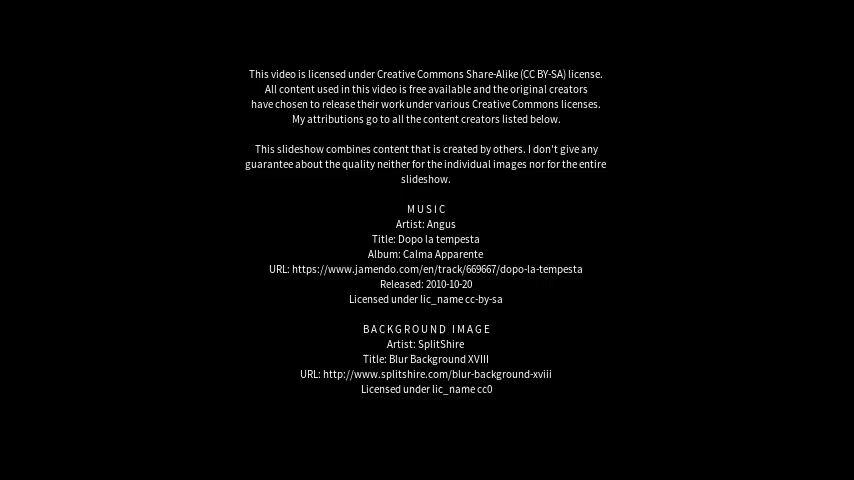 This video is licensed under Creative Commons Share-Alike (CC BY-SA) license.
All content used in this video is free available and the original creators
have chosen to release their work under various Creative Commons licenses.
My attributions go to all the content creators listed below.
This slideshow combines content that is created by others. I don't give any
guarantee about the quality neither for the individual images nor for the entire
slideshow.
MUSIC
Artist: Angus
Title: Dopo la tempesta
Album: Calma Apparente
URL: https://www.jamendo.com/en/track/669667/dopo-la-tempesta
Released: 2010-10-20
Licensed under lic_name cc-by-sa
BACKGROUND IMAGE
Artist: SplitShire
Title: Blur Background XVIII
URL: http://www.splitshire.com/blur-background-xviii
Licensed under lic_name cc0